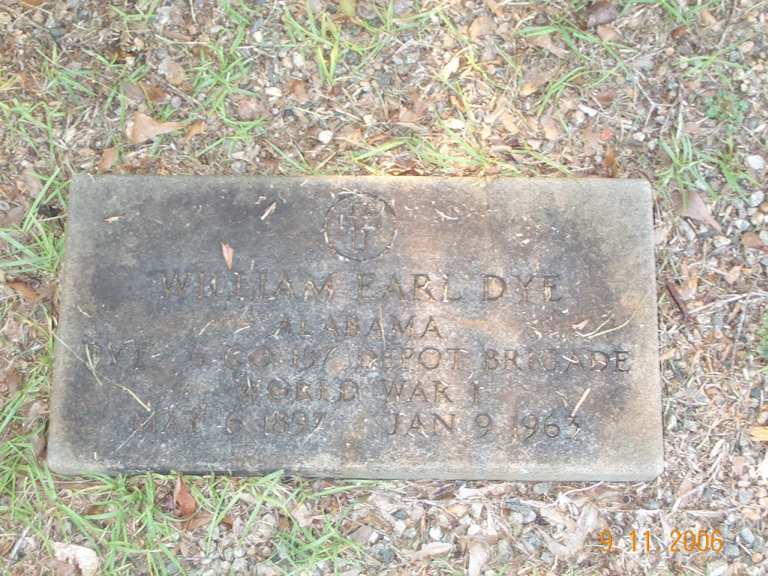 WILLIAM EARL DYE
ALABAMA
PVT CO 157 DEPOT BRIGADE
WORLD WAR I
MAY 6 1897 JAN 9 1963
9 11 2006